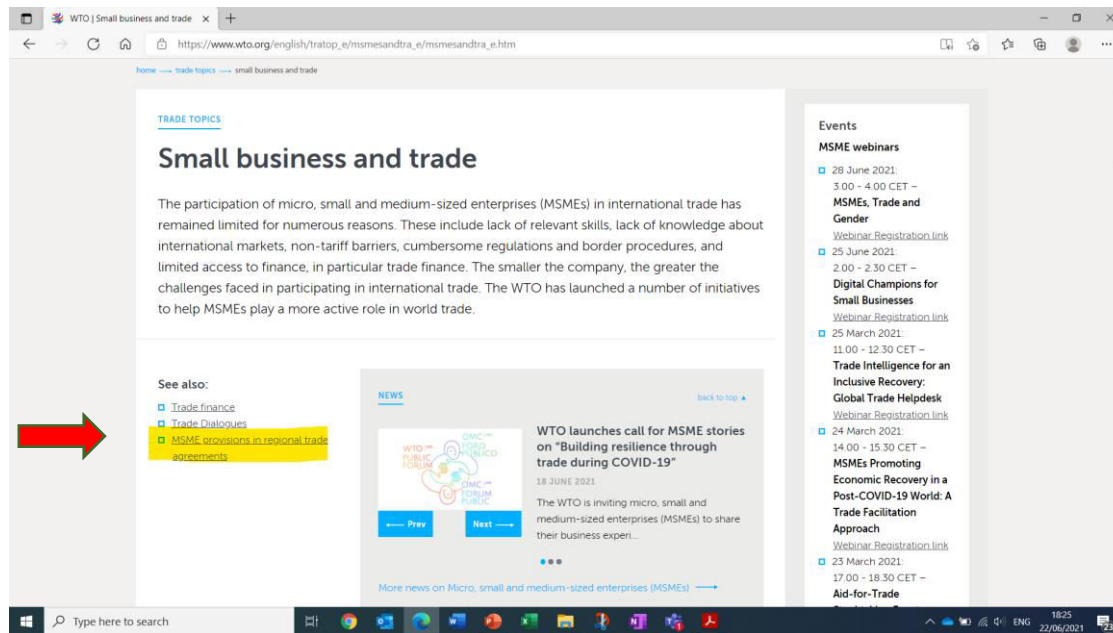 WTO | Small business and trade
https://www.wto.org/english/tratop_e/msmesandtra_e/msmesandtra_e.htm
home → trade topics → small business and trade
TRADE TOPICS
Small business and trade
The participation of micro, small and medium-sized enterprises (MSMEs) in international trade has
remained limited for numerous reasons. These include lack of relevant skills, lack of knowledge about
international markets, non-tariff barriers, cumbersome regulations and border procedures, and
limited access to finance, in particular trade finance. The smaller the company, the greater the
challenges faced in participating in international trade. The WTO has launched a number of initiatives
to help MSMEs play a more active role in world trade.
See also:
Trade finance
Trade Dialogues
MSME provisions in regional trade
agreements
NEWS
back to top
WTO
PUBLIC
FORUM
OMC
FORO
PÚBLICO
OMC
FORUM
PUBLIC
← Prev
Next →
WTO launches call for MSME stories
on "Building resilience through
trade during COVID-19"
18 JUNE 2021
The WTO is inviting micro, small and
medium-sized enterprises (MSMEs) to share
their business experi...
More news on Micro, small and medium-sized enterprises (MSMEs) →
Events
MSME webinars
28 June 2021:
3.00 - 4.00 CET –
MSMEs, Trade and
Gender
Webinar Registration link
25 June 2021:
2.00 - 2.30 CET –
Digital Champions for
Small Businesses
Webinar Registration link
25 March 2021:
11.00 - 12.30 CET –
Trade Intelligence for an
Inclusive Recovery:
Global Trade Helpdesk
Webinar Registration link
24 March 2021:
14.00 - 15.30 CET –
MSMEs Promoting
Economic Recovery in a
Post-COVID-19 World: A
Trade Facilitation
Approach
Webinar Registration link
23 March 2021:
17.00 - 18.30 CET –
Aid-for-Trade
Type here to search
ENG
18:25
22/06/2021